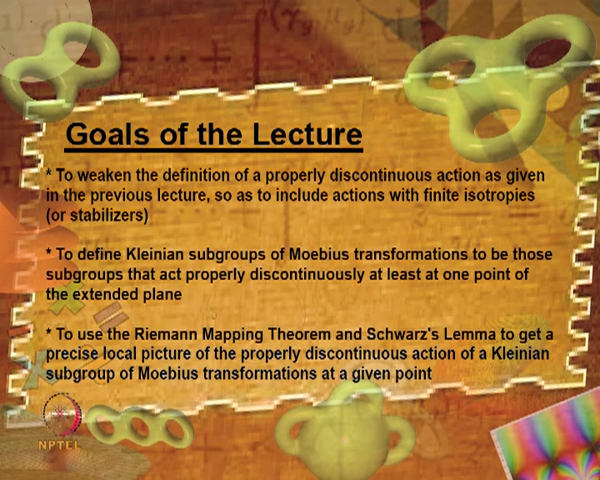 Goals of the Lecture
* To weaken the definition of a properly discontinuous action as given
in the previous lecture, so as to include actions with finite isotropies
(or stabilizers)
* To define Kleinian subgroups of Moebius transformations to be those
subgroups that act properly discontinuously at least at one point of
the extended plane
* To use the Riemann Mapping Theorem and Schwarz's Lemma to get a
precise local picture of the properly discontinuous action of a Kleinian
subgroup of Moebius transformations at a given point
NPTEL